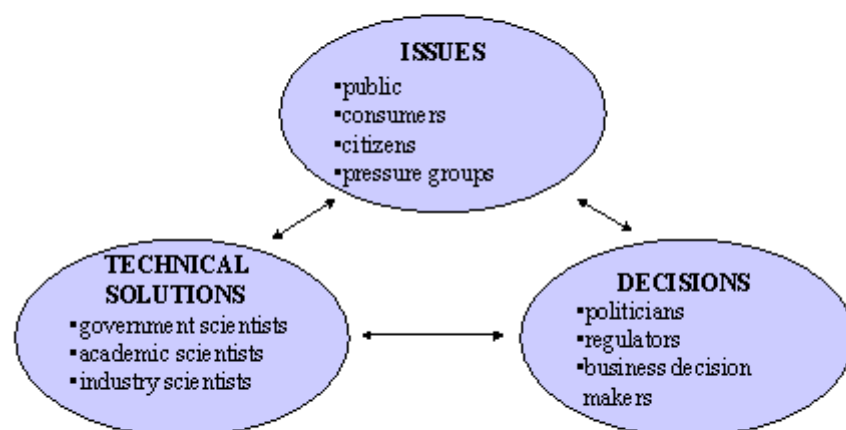 ISSUES
▪public
▪consumers
▪citizens
▪pressure groups
TECHNICAL
SOLUTIONS
▪government scientists
▪academic scientists
▪industry scientists
DECISIONS
▪politicians
▪regulators
▪business decision
makers